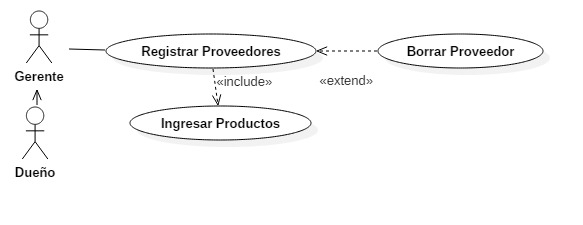 Registrar Proveedores
Borrar Proveedor
Gerente
«include»
«extend»
Ingresar Productos
Dueño